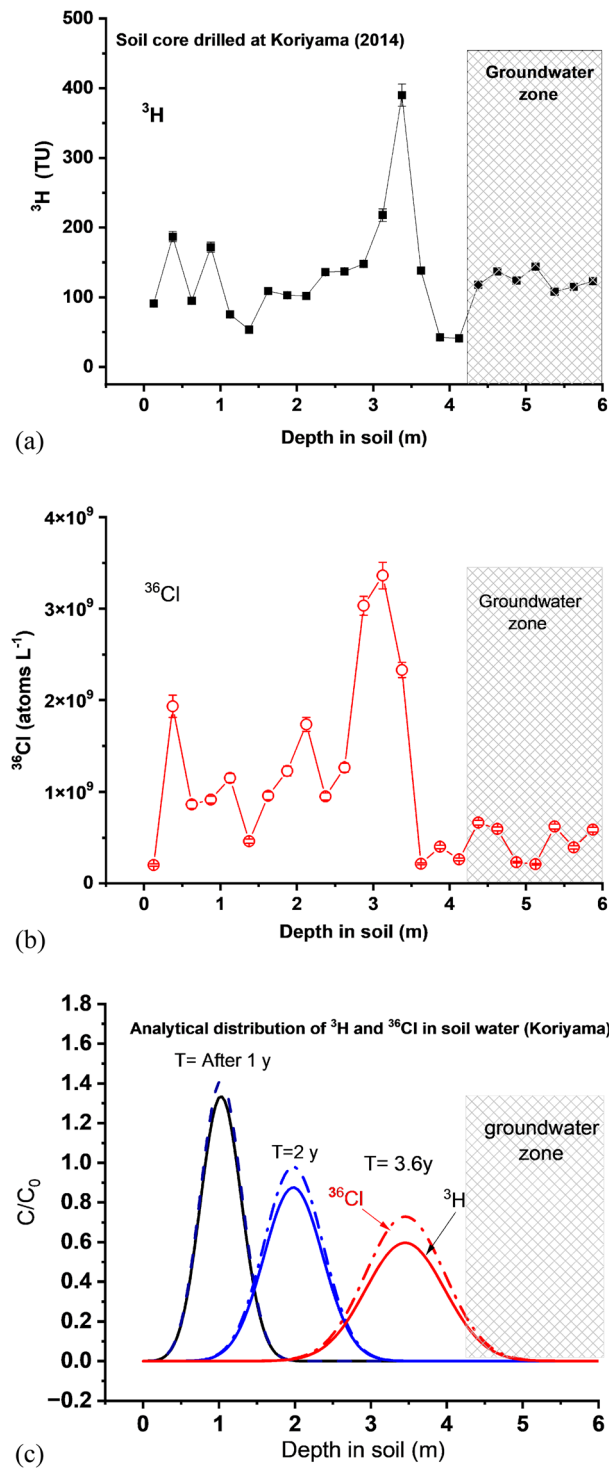 Soil core drilled at Koriyama (2014)
³H
Groundwater
zone
³H (TU)
500
400
300
200
100
0
0 1 2 3 4 5 6
Depth in soil (m)
(a)
³⁶Cl
Groundwater
zone
³⁶Cl (atoms L⁻¹)
4×10⁹
3×10⁹
2×10⁹
1×10⁹
0
0 1 2 3 4 5 6
Depth in soil (m)
(b)
Analytical distribution of ³H and ³⁶Cl in soil water (Koriyama)
T= After 1 y
T=2 y
T= 3.6y
³⁶Cl
³H
groundwater
zone
C/C₀
1.8
1.6
1.4
1.2
1.0
0.8
0.6
0.4
0.2
0.0
−0.2
0 1 2 3 4 5 6
Depth in soil (m)
(c)